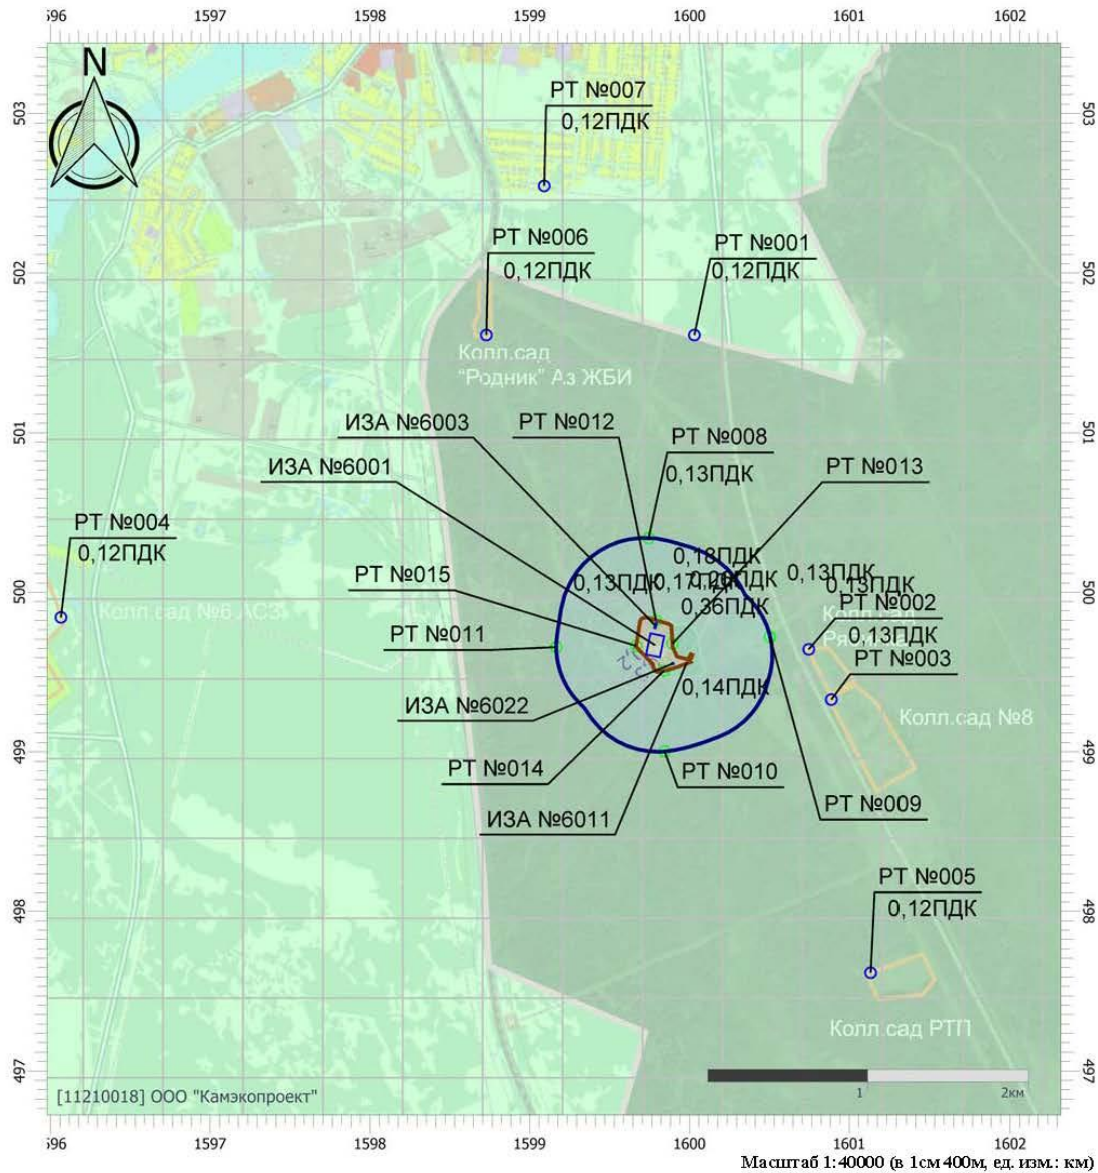 596 1597 1598 1599 1600 1601 1602
N
503 503
РТ №007
0,12ПДК
РТ №006
0,12ПДК
РТ №001
0,12ПДК
502 502
Колл.сад
"Родник" Аз ЖБИ
ИЗА №6003
РТ №012
РТ №008
0,13ПДК
501 501
ИЗА №6001
РТ №013
РТ №004
0,12ПДК
0,18ПДК
РТ №015
0,13ПДК
0,17ПДК
0,26ПДК
0,13ПДК
0,13ПДК
500 500
Колл.сад №6 АСЗ
0,36ПДК
Колл.сад
РТ №002
0,13ПДК
РТ №011
РТ №003
0,14ПДК
ИЗА №6022
Колл.сад №8
499 499
РТ №014
РТ №010
ИЗА №6011
РТ №009
РТ №005
0,12ПДК
498 498
Колл.сад РТП
497 497
[11210018] ООО "Камэкопроект"
1 2км
596 1597 1598 1599 1600 1601 1602
Масштаб 1:40000 (в 1см 400м, ед. изм.: км)